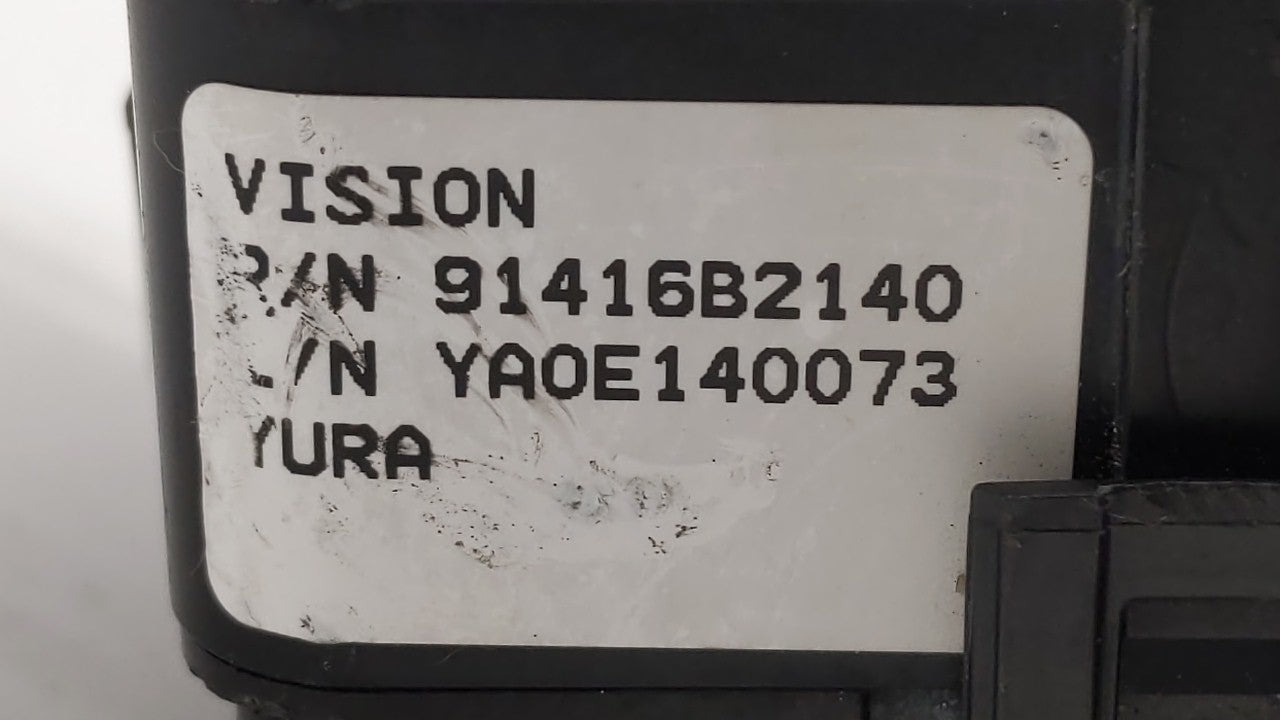 VISION
P/N 91416B2140
L/N YA0E140073
YURA